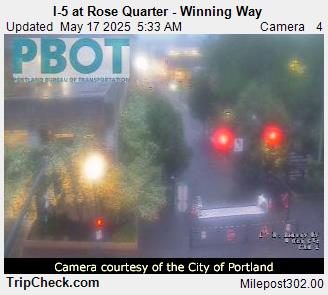 I-5 at Rose Quarter - Winning Way
Updated May 17 2025 5:33 AM Camera 4
PBOT
PORTLAND BUREAU OF TRANSPORTATION
Camera courtesy of the City of Portland
TripCheck.com Milepost302.00